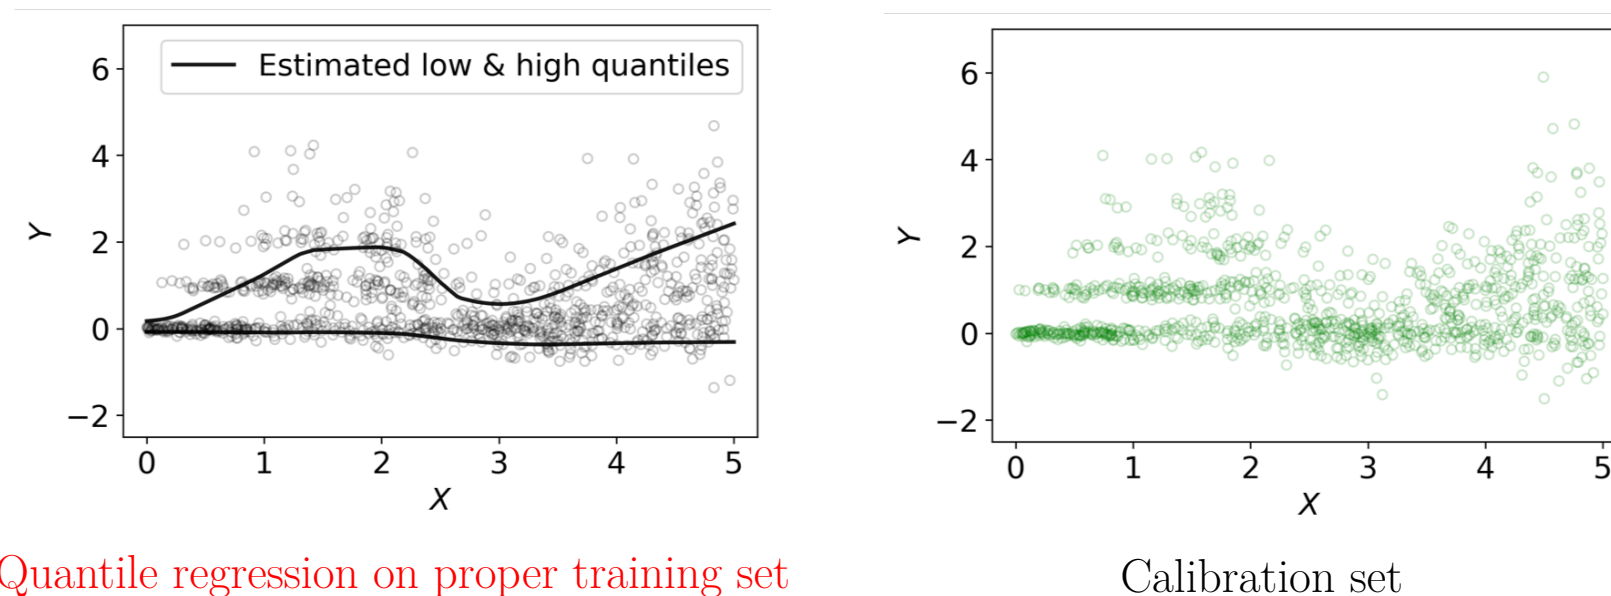 Estimated low & high quantiles
6
4
2
0
−2
Y
0 1 2 3 4 5
X
Quantile regression on proper training set
6
4
2
0
−2
Y
0 1 2 3 4 5
X
Calibration set